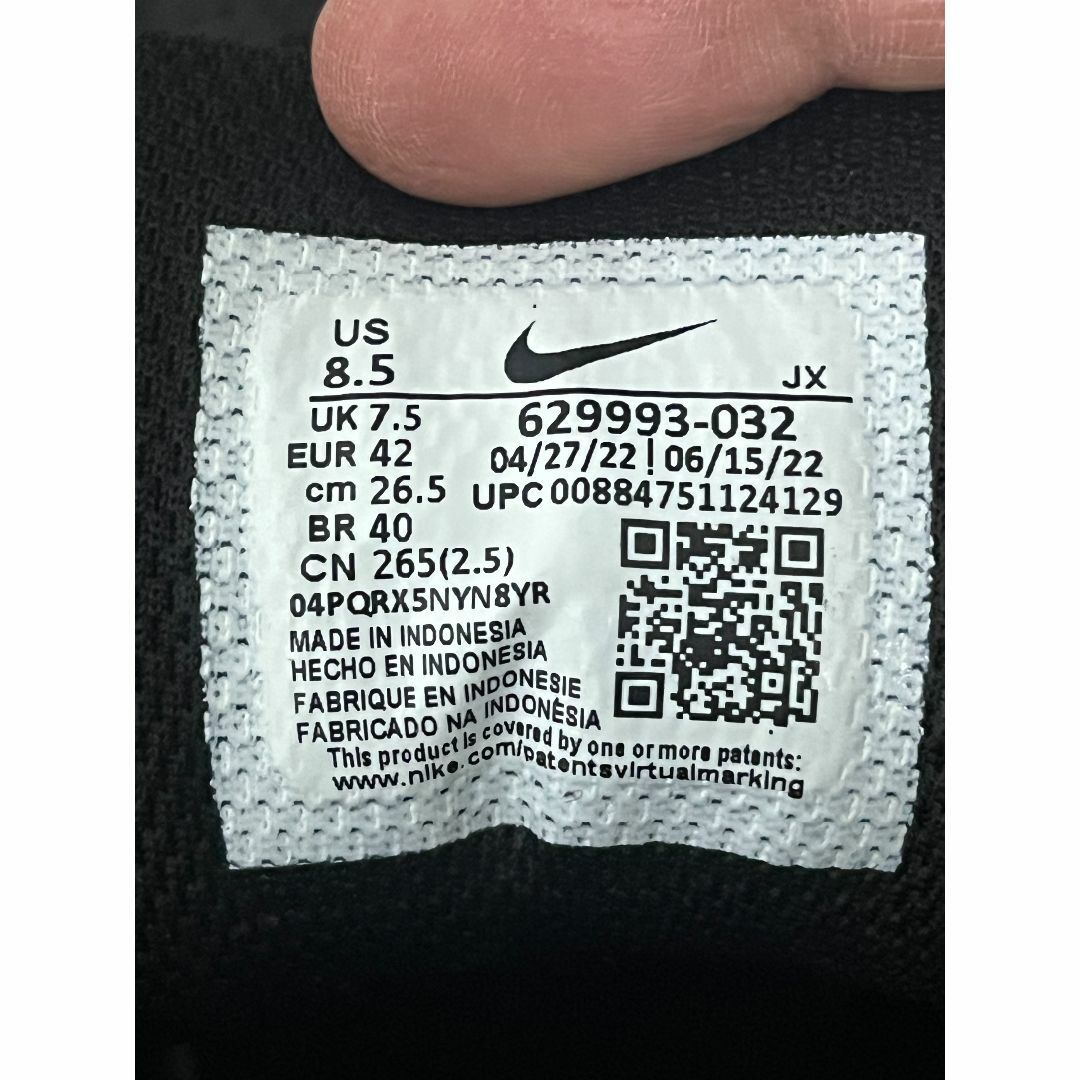 US
8.5
JX
UK 7.5
629993-032
EUR 42
04/27/22 | 06/15/22
cm 26.5
UPC 00884751124129
BR 40
CN 265(2.5)
04PQRX5NYN8YR
MADE IN INDONESIA
HECHO EN INDONESIA
FABRIQUE EN INDONESIE
FABRICADO NA INDONÉSIA
This product is covered by one or more patents:
www.nike.com/patentsvirtualmarking